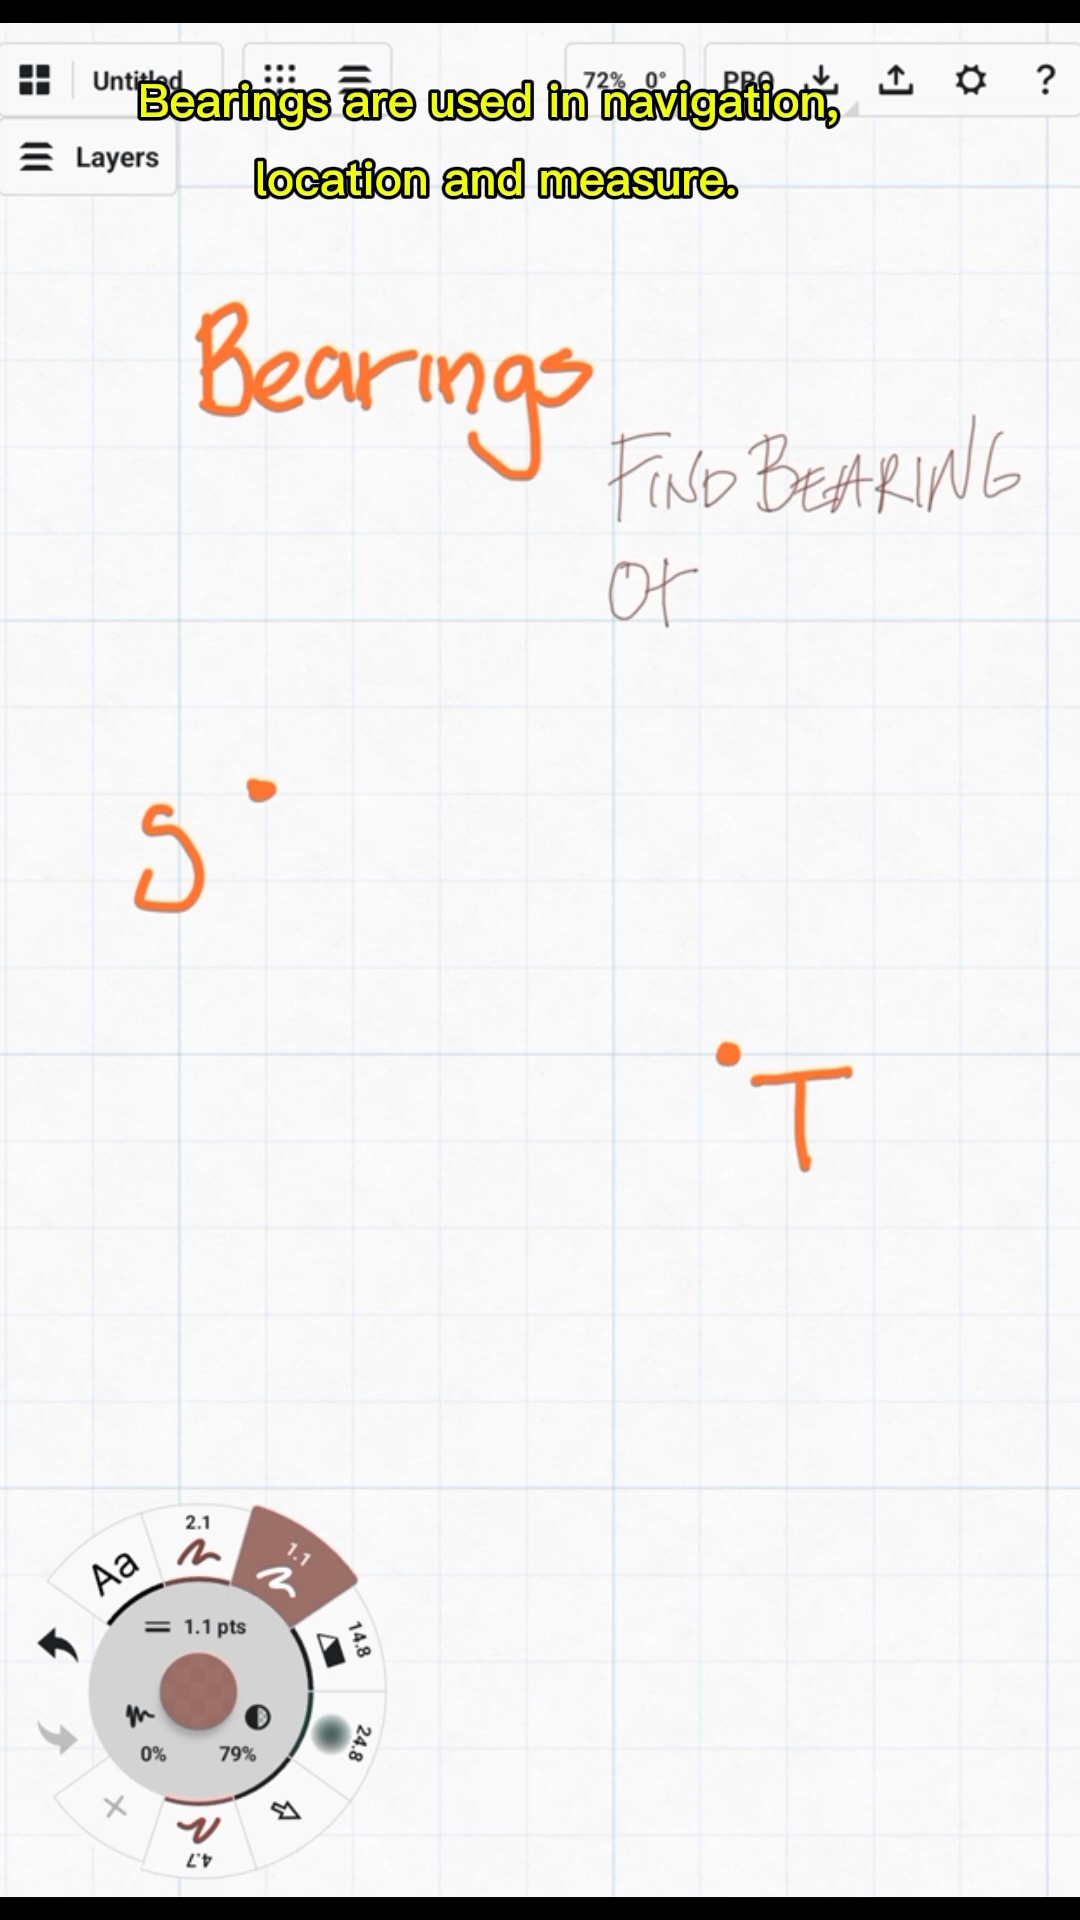 Untitled
72% 0° PRO ?
Bearings are used in navigation,
Layers
location and measure.
Bearings
FIND BEARING
Of
S
T
2.1
1.1
Aa
1.1 pts
14.8
24.8
0% 79%
4.7